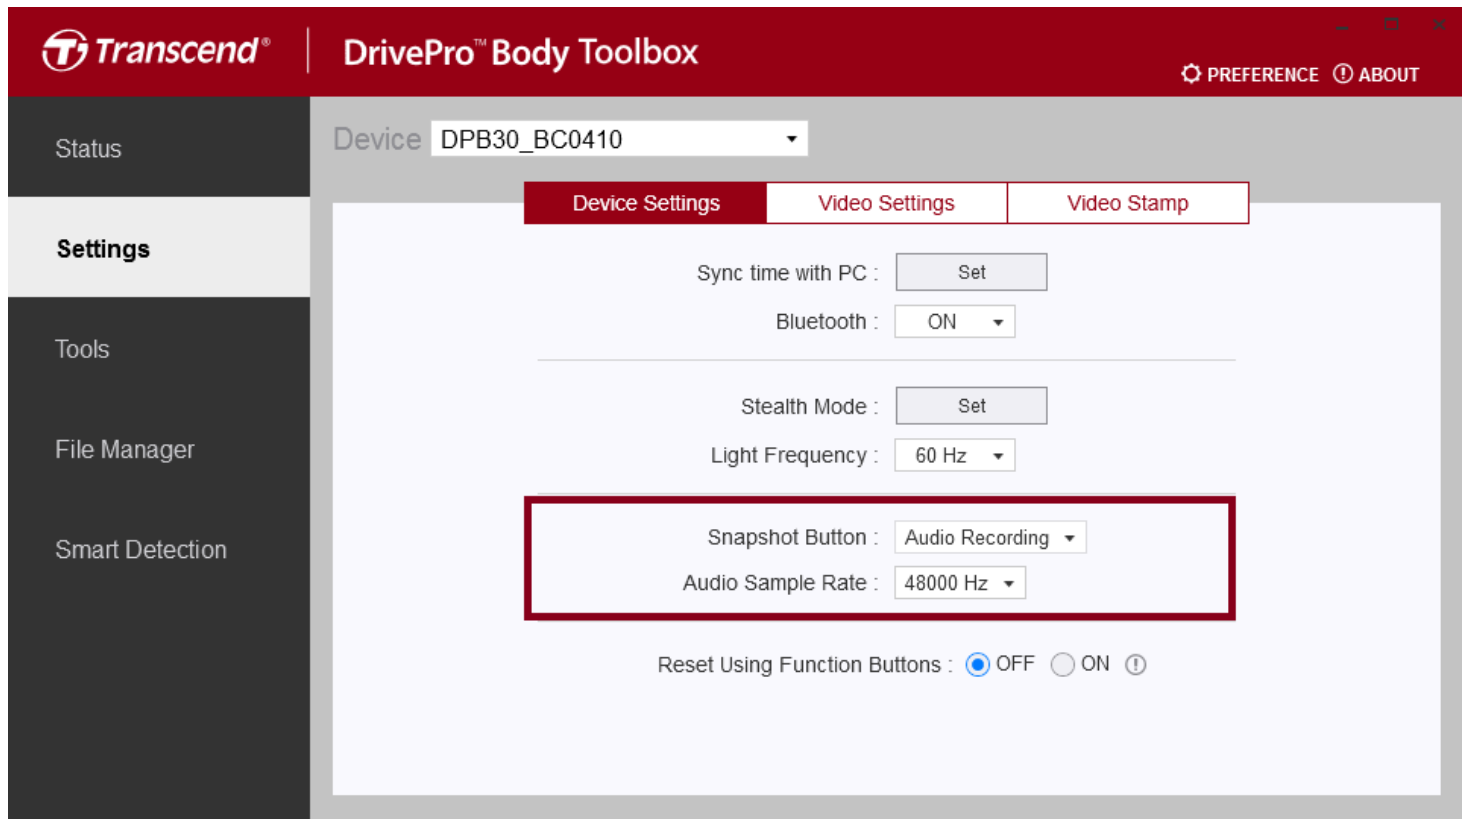 Transcend®
DrivePro™ Body Toolbox
PREFERENCE
ABOUT
Status
Settings
Tools
File Manager
Smart Detection
Device DPB30_BC0410
Device Settings
Video Settings
Video Stamp
Sync time with PC : Set
Bluetooth : ON
Stealth Mode : Set
Light Frequency : 60 Hz
Snapshot Button : Audio Recording
Audio Sample Rate : 48000 Hz
Reset Using Function Buttons : OFF ON